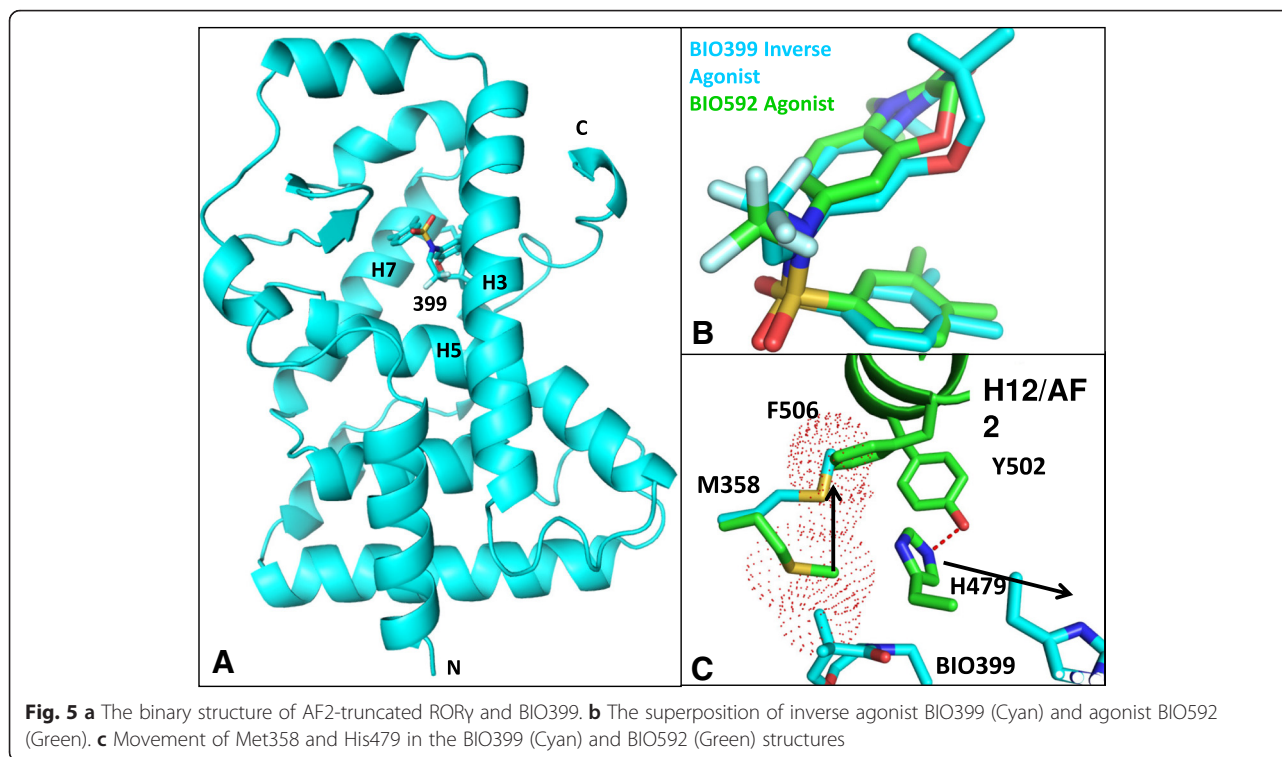 C
H7
H3
399
H5
A
N
BIO399 Inverse
Agonist
BIO592 Agonist
B
H12/AF
2
F506
Y502
M358
H479
BIO399
C
Fig. 5 a The binary structure of AF2-truncated RORγ and BIO399. b The superposition of inverse agonist BIO399 (Cyan) and agonist BIO592
(Green). c Movement of Met358 and His479 in the BIO399 (Cyan) and BIO592 (Green) structures